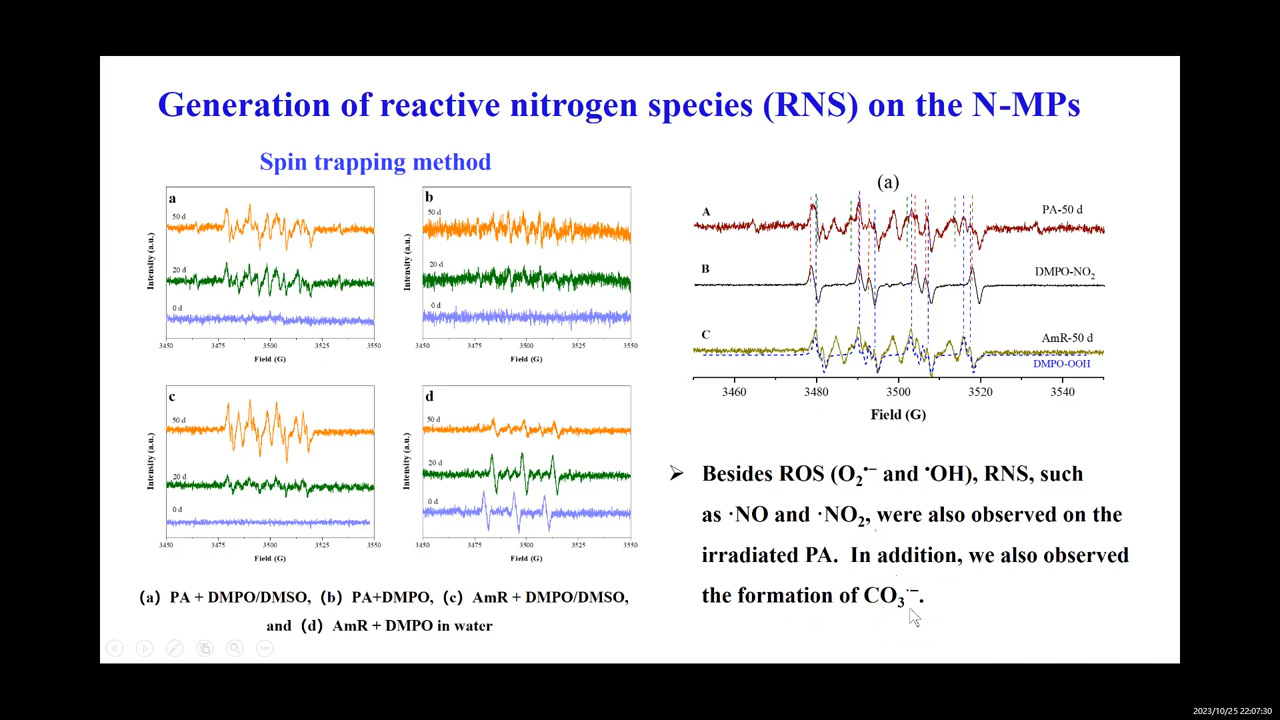 Generation of reactive nitrogen species (RNS) on the N-MPs
Spin trapping method
a
50 d
20 d
0 d
Intensity (a.u.)
3450 3475 3500 3525 3550
Field (G)
b
50 d
20 d
0 d
Intensity (a.u.)
3450 3475 3500 3525 3550
Field (G)
c
50 d
20 d
0 d
Intensity (a.u.)
3450 3475 3500 3525 3550
Field (G)
d
50 d
20 d
0 d
Intensity (a.u.)
3450 3475 3500 3525 3550
Field (G)
(a) PA + DMPO/DMSO, (b) PA+DMPO, (c) AmR + DMPO/DMSO,
and (d) AmR + DMPO in water
(a)
A
PA-50 d
B
DMPO-NO₂
C
AmR-50 d
DMPO-OOH
3460 3480 3500 3520 3540
Field (G)
➢ Besides ROS (O₂•⁻ and •OH), RNS, such
as ·NO and ·NO₂, were also observed on the
irradiated PA. In addition, we also observed
the formation of CO₃·⁻.
2023/10/25 22:07:30